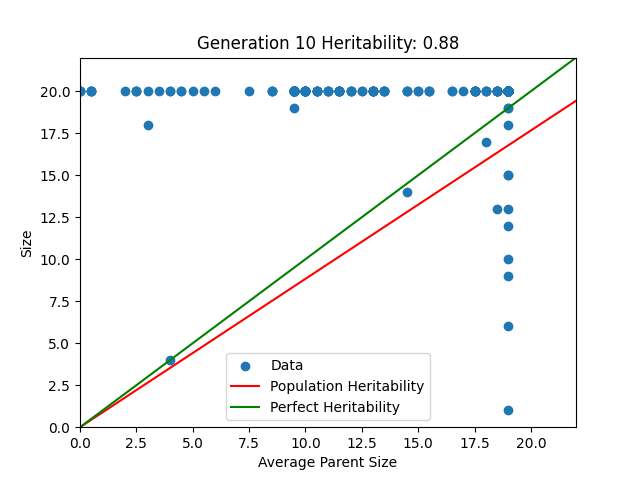 Generation 10 Heritability: 0.88
Size
20.0
17.5
15.0
12.5
10.0
7.5
5.0
2.5
0.0
Data
Population Heritability
Perfect Heritability
0.0 2.5 5.0 7.5 10.0 12.5 15.0 17.5 20.0
Average Parent Size